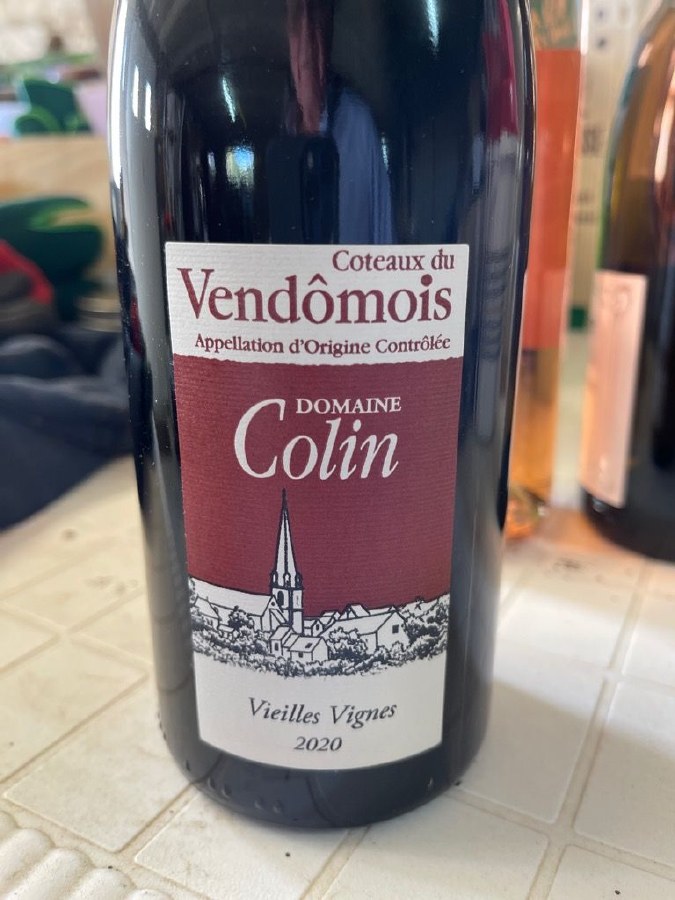 Coteaux du
Vendômois
Appellation d'Origine Contrôlée
DOMAINE
Colin
Vieilles Vignes
2020